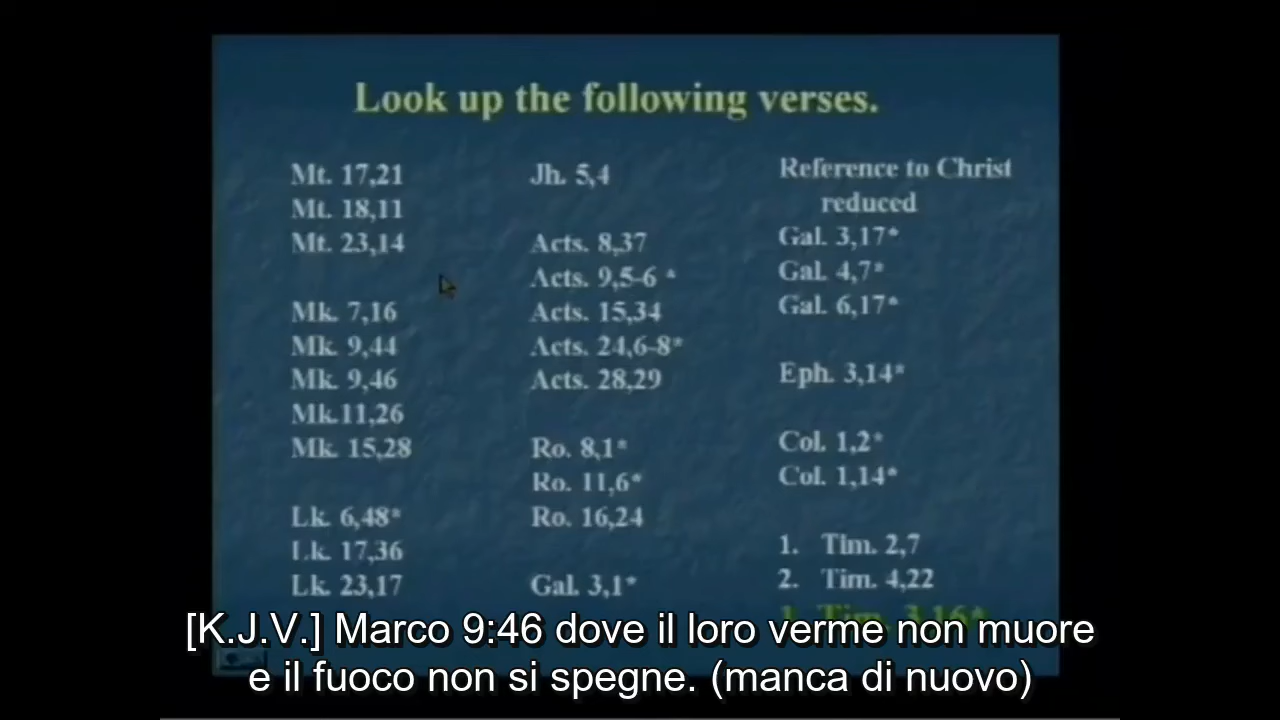 Look up the following verses.
Mt. 17,21
Mt. 18,11
Mt. 23,14
Mk. 7,16
Mk. 9,44
Mk. 9,46
Mk.11,26
Mk. 15,28
Lk. 6,48*
Lk. 17,36
Lk. 23,17
Jh. 5,4
Acts. 8,37
Acts. 9,5-6 *
Acts. 15,34
Acts. 24,6-8*
Acts. 28,29
Ro. 8,1*
Ro. 11,6*
Ro. 16,24
Gal. 3,1*
Reference to Christ
reduced
Gal. 3,17*
Gal. 4,7*
Gal. 6,17*
Eph. 3,14*
Col. 1,2*
Col. 1,14*
1. Tim. 2,7
2. Tim. 4,22
1. Tim. 3,16*
[K.J.V.] Marco 9:46 dove il loro verme non muore
e il fuoco non si spegne. (manca di nuovo)